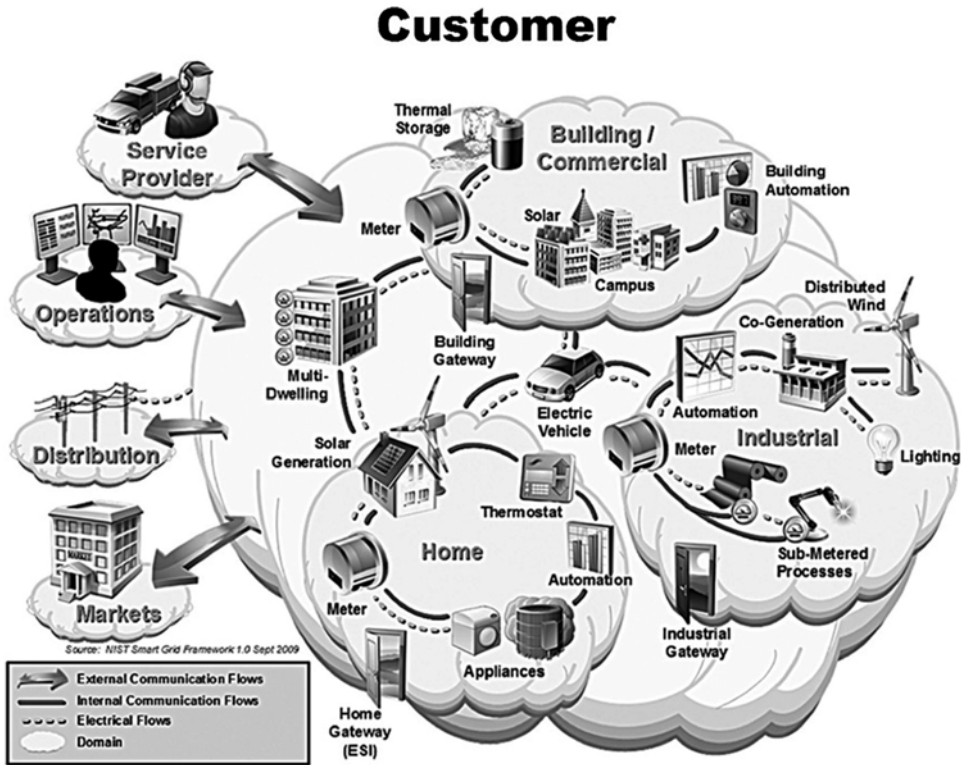 Customer
Service
Provider
Operations
Distribution
Markets
Thermal
Storage
Building /
Commercial
Building
Automation
Meter
Solar
Campus
Building
Gateway
Multi-
Dwelling
Electric
Vehicle
Distributed
Wind
Co-Generation
Automation
Meter
Industrial
Lighting
Sub-Metered
Processes
Industrial
Gateway
Solar
Generation
Thermostat
Home
Automation
Meter
Appliances
Home
Gateway
(ESI)
MARKET
Source: NIST Smart Grid Framework 1.0 Sept 2009
External Communication Flows
Internal Communication Flows
Electrical Flows
Domain